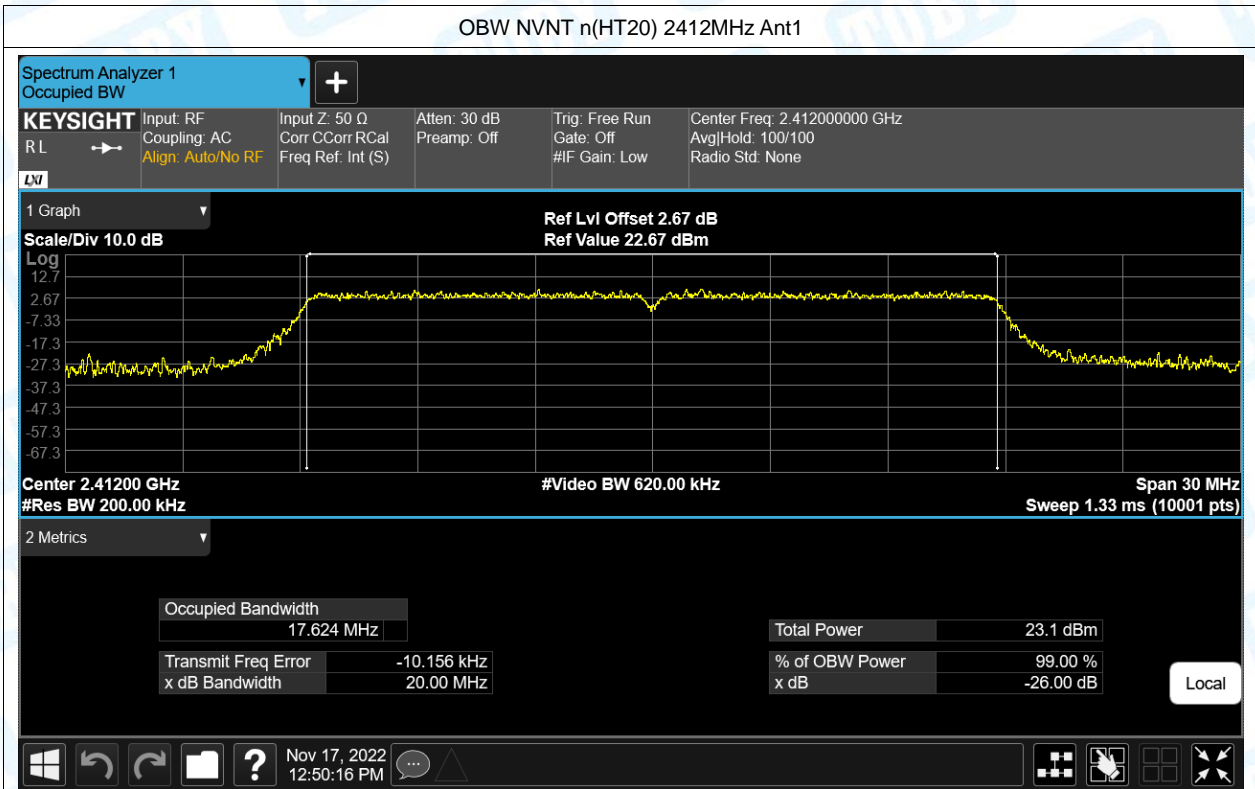 OBW NVNT n(HT20) 2412MHz Ant1
Spectrum Analyzer 1
Occupied BW
KEYSIGHT
R L
LXI
Input: RF
Coupling: AC
Align: Auto/No RF
Input Z: 50 Ω
Corr CCorr RCal
Freq Ref: Int (S)
Atten: 30 dB
Preamp: Off
Trig: Free Run
Gate: Off
#IF Gain: Low
Center Freq: 2.412000000 GHz
Avg|Hold: 100/100
Radio Std: None
1 Graph
Scale/Div 10.0 dB
Ref Lvl Offset 2.67 dB
Ref Value 22.67 dBm
Log
12.7
2.67
-7.33
-17.3
-27.3
-37.3
-47.3
-57.3
-67.3
Center 2.41200 GHz
#Video BW 620.00 kHz
Span 30 MHz
#Res BW 200.00 kHz
Sweep 1.33 ms (10001 pts)
2 Metrics
Occupied Bandwidth
17.624 MHz
Total Power 23.1 dBm
Transmit Freq Error -10.156 kHz
% of OBW Power 99.00 %
x dB Bandwidth 20.00 MHz
x dB -26.00 dB
Local
?
Nov 17, 2022
12:50:16 PM